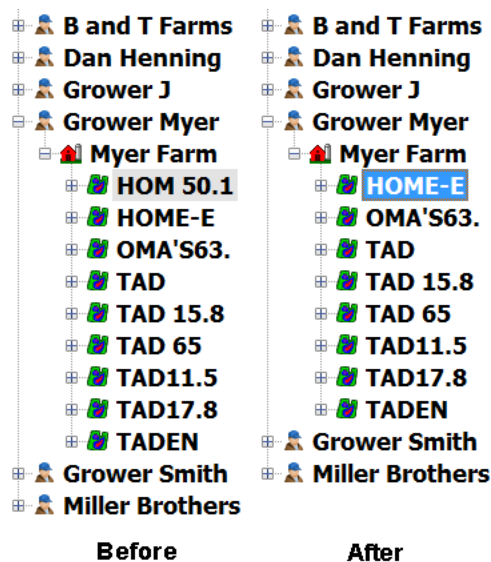 B and T Farms
Dan Henning
Grower J
Grower Myer
Myer Farm
HOM 50.1
HOME-E
OMA'S63.
TAD
TAD 15.8
TAD 65
TAD11.5
TAD17.8
TADEN
Grower Smith
Miller Brothers
Before
B and T Farms
Dan Henning
Grower J
Grower Myer
Myer Farm
HOME-E
OMA'S63.
TAD
TAD 15.8
TAD 65
TAD11.5
TAD17.8
TADEN
Grower Smith
Miller Brothers
After